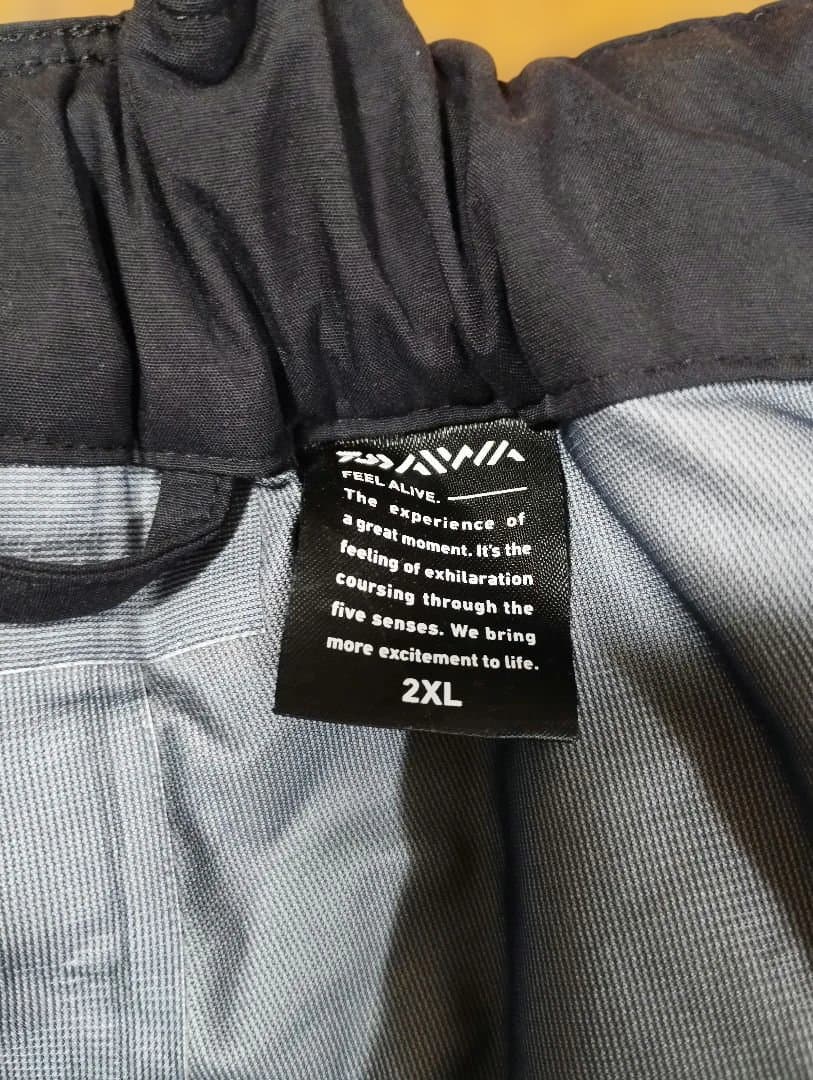 DAIWA
FEEL ALIVE.
The experience of
a great moment. It's the
feeling of exhilaration
coursing through the
five senses. We bring
more excitement to life.
2XL